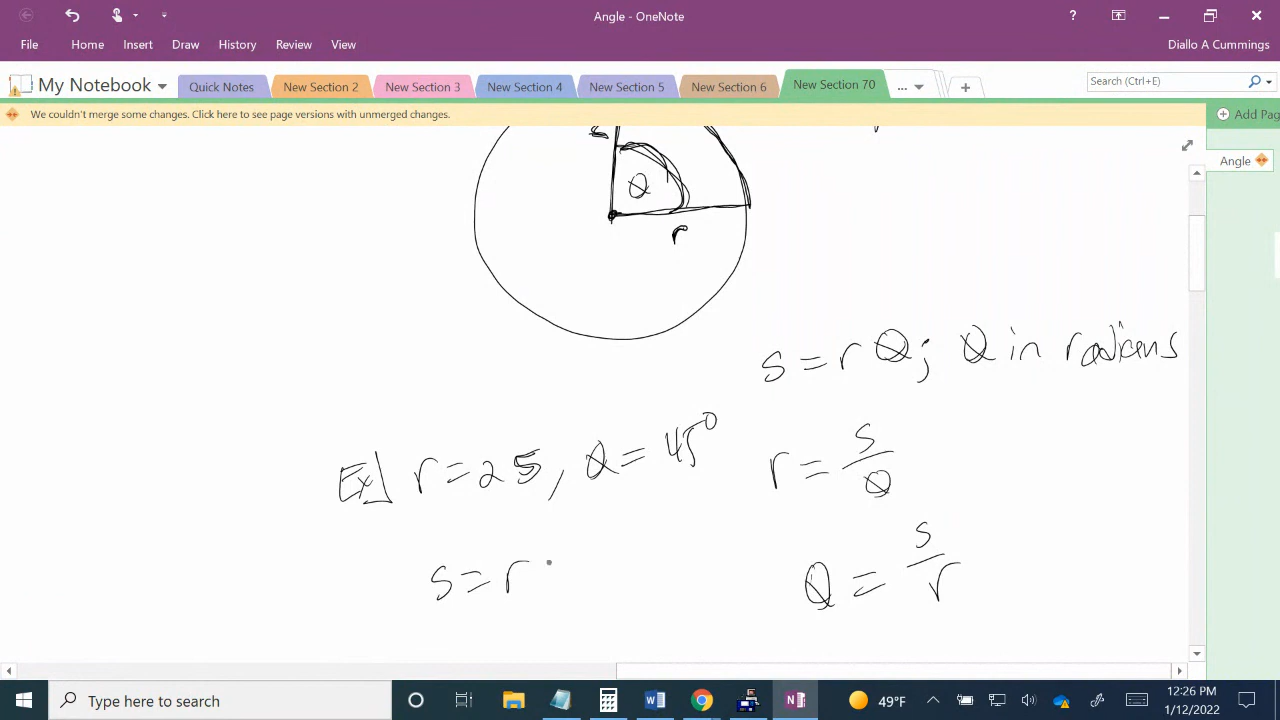 Angle - OneNote
?
File Home Insert Draw History Review View
Diallo A Cummings
My Notebook Quick Notes New Section 2 New Section 3 New Section 4 New Section 5 New Section 6 New Section 70 ... +
Search (Ctrl+E)
We couldn't merge some changes. Click here to see page versions with unmerged changes.
Add Pag
Angle
θ
r
s = r θ; θ in radians
Ex] r = 25, θ = 45°
r = s/θ
s = r
θ = s/r
Type here to search
49°F
12:26 PM
1/12/2022